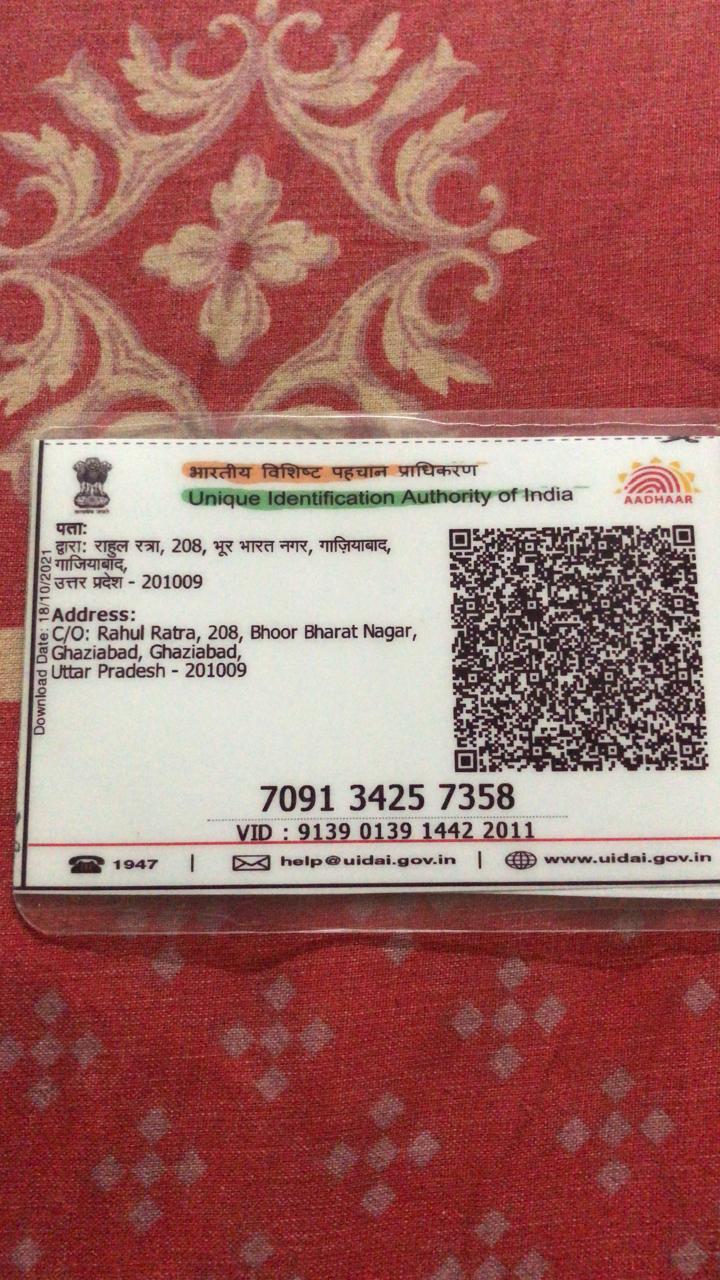 भारतीय विशिष्ट पहचान प्राधिकरण
Unique Identification Authority of India
AADHAAR
पता:
द्वारा: राहुल रत्रा, 208, भूर भारत नगर, गाज़ियाबाद,
गाजियाबाद,
उत्तर प्रदेश - 201009
Address:
C/O: Rahul Ratra, 208, Bhoor Bharat Nagar,
Ghaziabad, Ghaziabad,
Uttar Pradesh - 201009
Download Date: 18/10/2021
7091 3425 7358
VID : 9139 0139 1442 2011
1947 | help@uidai.gov.in | www.uidai.gov.in